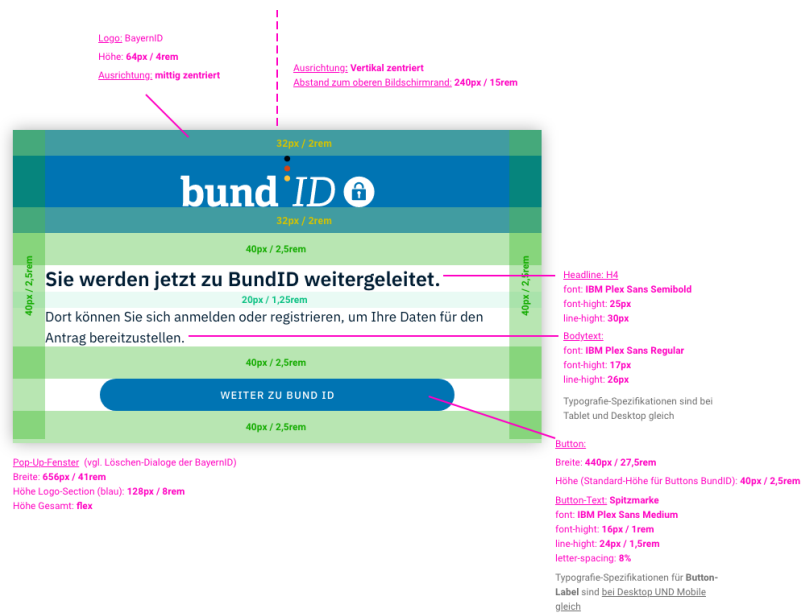 Logo: BayernID
Höhe: 64px / 4rem
Ausrichtung: mittig zentriert
Ausrichtung: Vertikal zentriert
Abstand zum oberen Bildschirmrand: 240px / 15rem
32px / 2rem
bund ID
32px / 2rem
40px / 2,5rem
40px / 2,5rem
40px / 2,5rem
Sie werden jetzt zu BundID weitergeleitet.
20px / 1,25rem
Dort können Sie sich anmelden oder registrieren, um Ihre Daten für den
Antrag bereitzustellen.
40px / 2,5rem
WEITER ZU BUND ID
40px / 2,5rem
Headline: H4
font: IBM Plex Sans Semibold
font-hight: 25px
line-hight: 30px
Bodytext:
font: IBM Plex Sans Regular
font-hight: 17px
line-hight: 26px
Typografie-Spezifikationen sind bei
Tablet und Desktop gleich
Button:
Breite: 440px / 27,5rem
Höhe (Standard-Höhe für Buttons BundID): 40px / 2,5rem
Button-Text: Spitzmarke
font: IBM Plex Sans Medium
font-hight: 16px / 1rem
line-hight: 24px / 1,5rem
letter-spacing: 8%
Typografie-Spezifikationen für Button-
Label sind bei Desktop UND Mobile
gleich
Pop-Up-Fenster (vgl. Löschen-Dialoge der BayernID)
Breite: 656px / 41rem
Höhe Logo-Section (blau): 128px / 8rem
Höhe Gesamt: flex